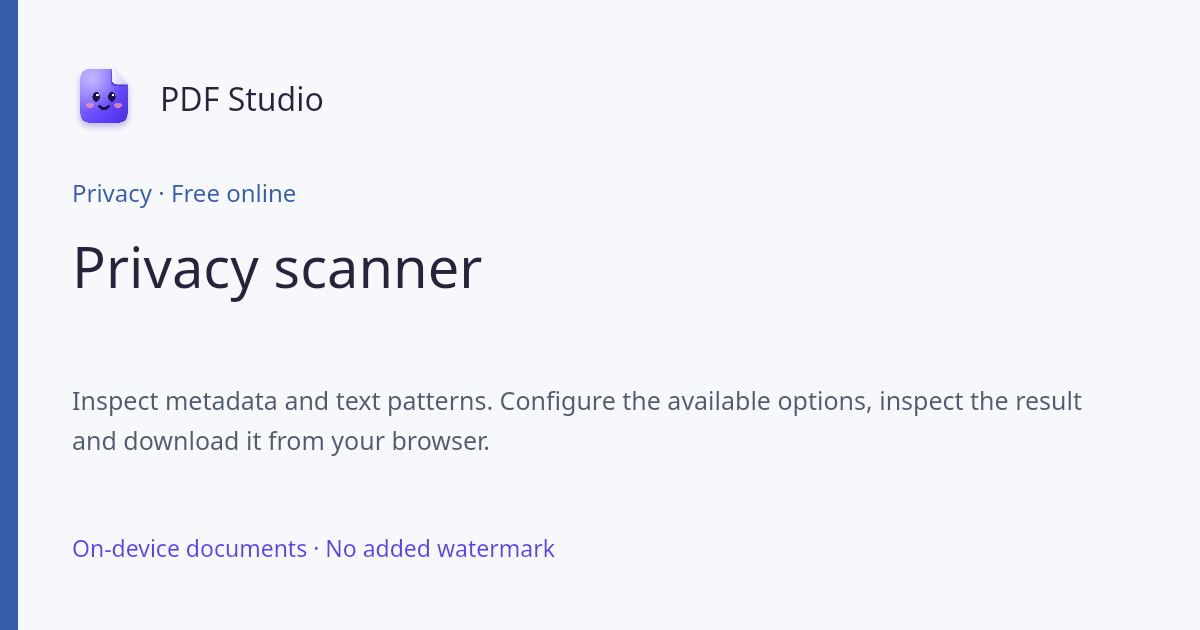 PDF Studio
Privacy · Free online
Privacy scanner
Inspect metadata and text patterns. Configure the available options, inspect the result
and download it from your browser.
On-device documents · No added watermark